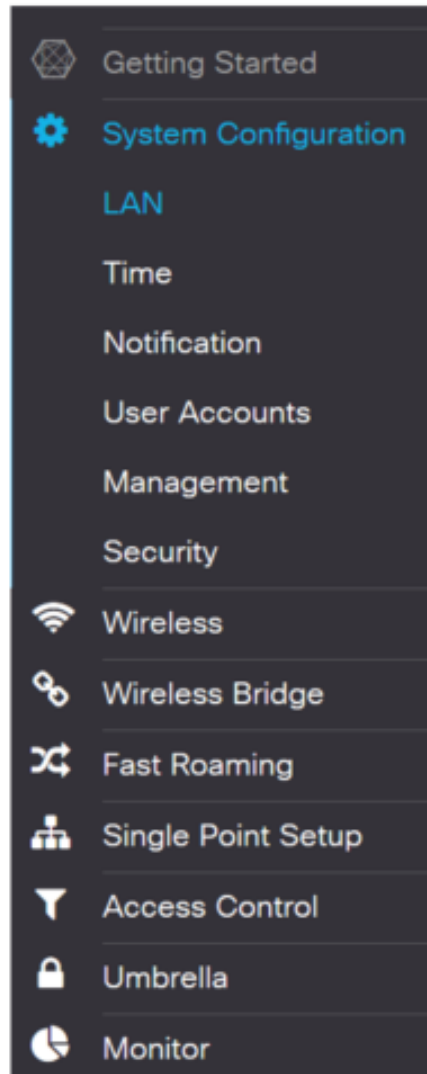 Getting Started
System Configuration
LAN
Time
Notification
User Accounts
Management
Security
Wireless
Wireless Bridge
Fast Roaming
Single Point Setup
Access Control
Umbrella
Monitor